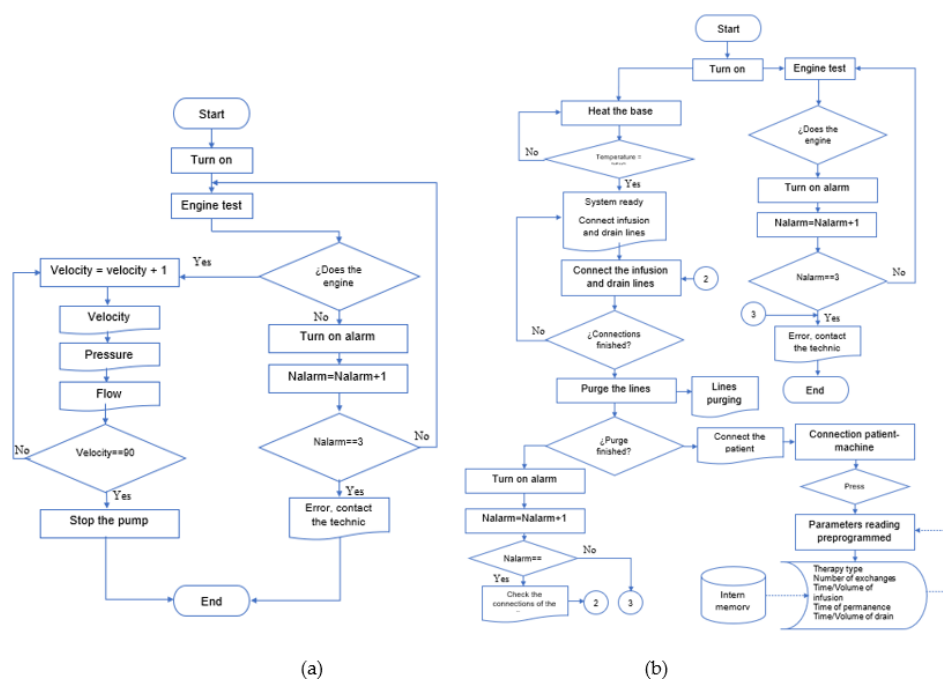 Start
Turn on
Engine test
¿Does the
engine
Yes
Velocity = velocity + 1
Velocity
Pressure
Flow
No
Velocity==90
Yes
Stop the pump
No
Turn on alarm
Nalarm=Nalarm+1
Nalarm==3
No
Yes
Error, contact
the technic
End
(a)
Start
Turn on
Engine test
Heat the base
No
Temperature =
Yes
System ready
Connect infusion
and drain lines
Connect the infusion
and drain lines
2
No
¿Connections
finished?
Purge the lines
Lines
purging
¿Purge
finished?
Connect the
patient
Connection patient-
machine
Press
Parameters reading
preprogrammed
Therapy type
Number of exchanges
Time/Volume of
infusion
Time of permanence
Time/Volume of drain
Intern
memory
Turn on alarm
Nalarm=Nalarm+1
Nalarm==
No
Yes
Check the
connections of the
2
3
¿Does the
engine
Turn on alarm
Nalarm=Nalarm+1
Nalarm==3
No
3
Yes
Error, contact
the technic
End
(b)